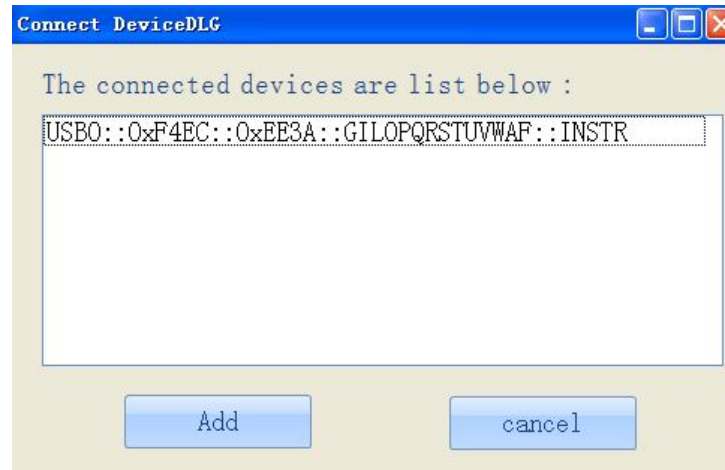 Connect DeviceDLG
The connected devices are list below :
USB0::0xF4EC::0xEE3A::GILOPQRSTUVWAF::INSTR
Add
cancel